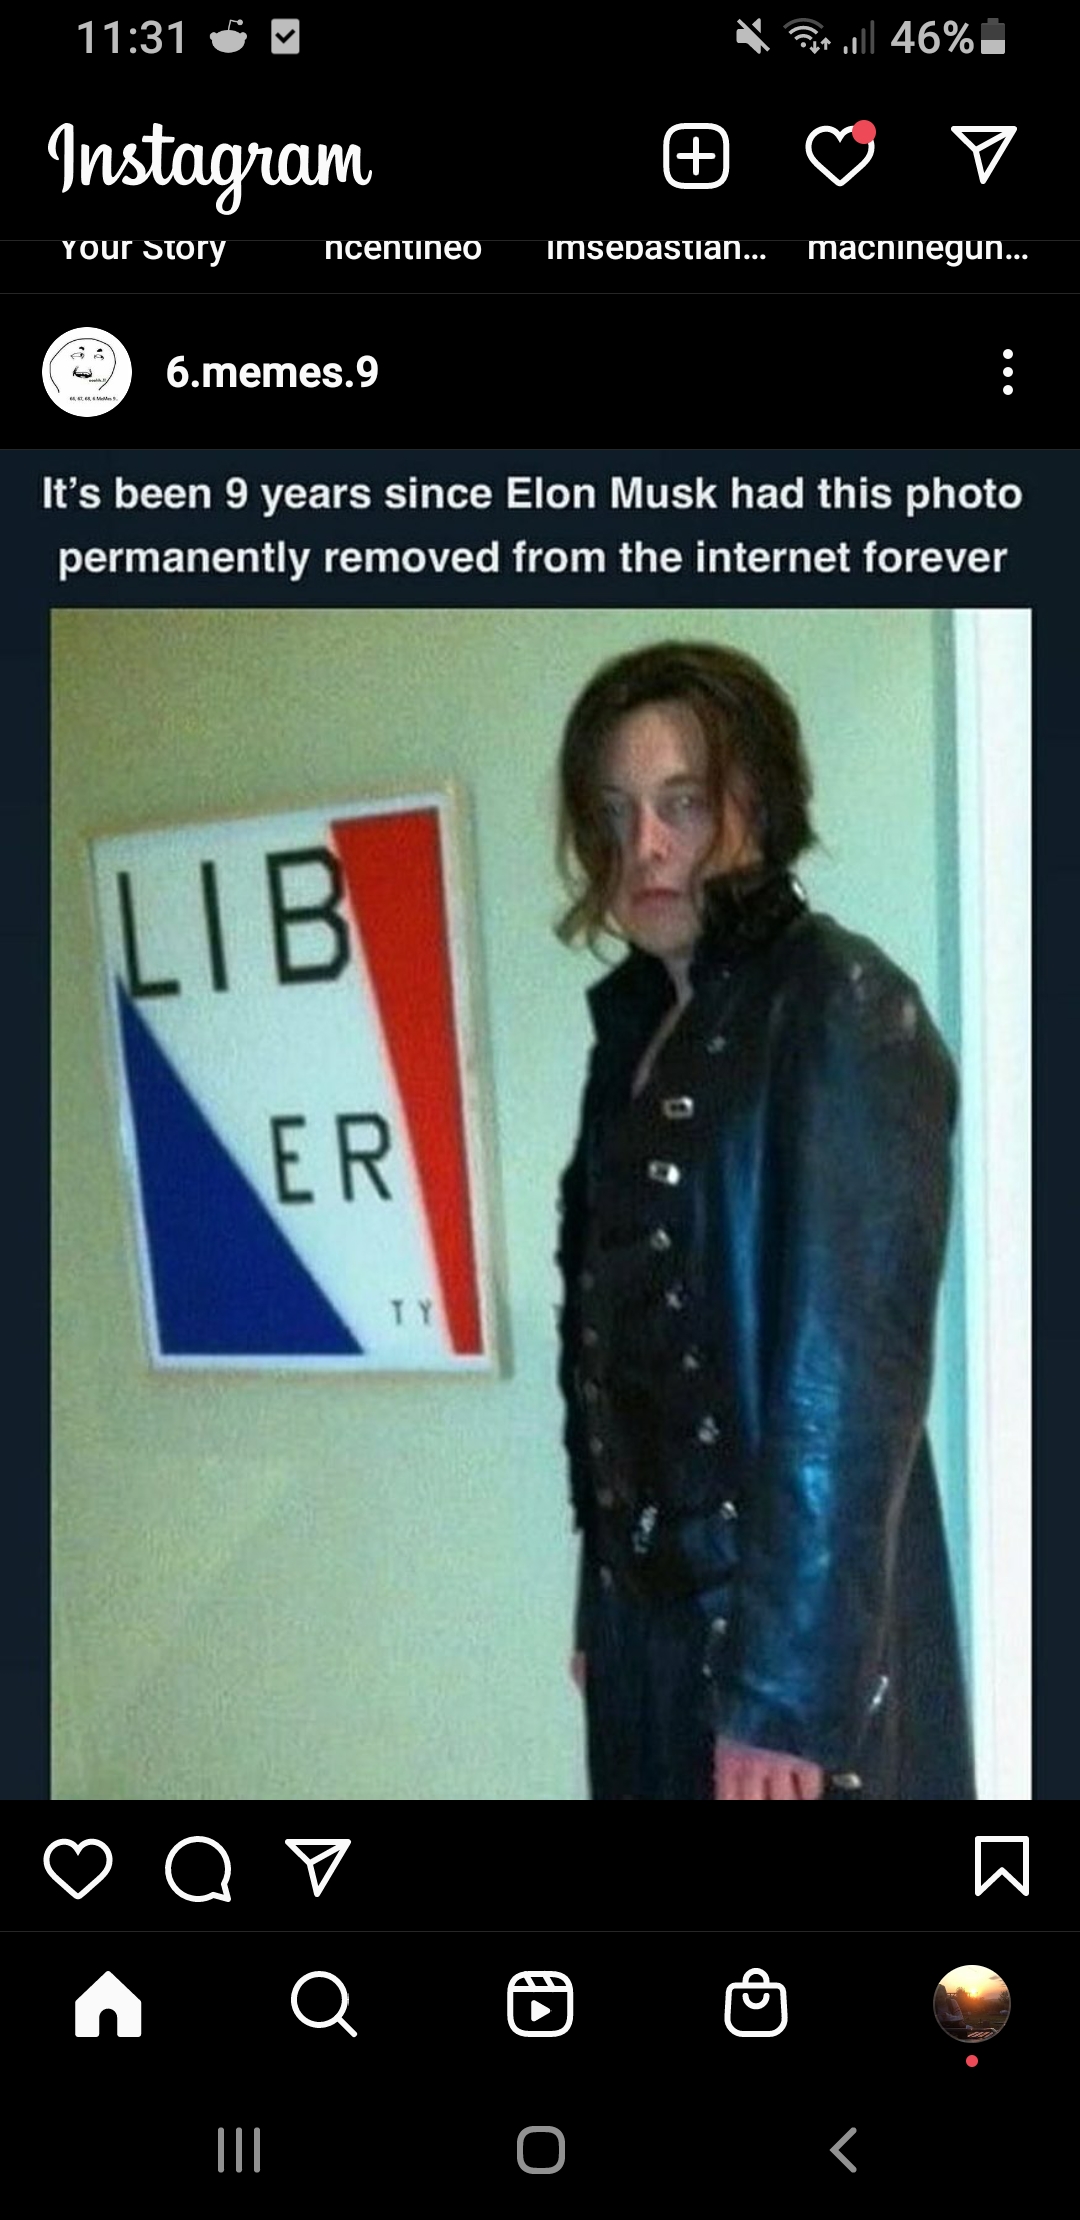 11:31
46%
Instagram
Your Story ncentineo imsebastian... machinegun...
6.memes.9
It's been 9 years since Elon Musk had this photo
permanently removed from the internet forever
LIB
ER
TY